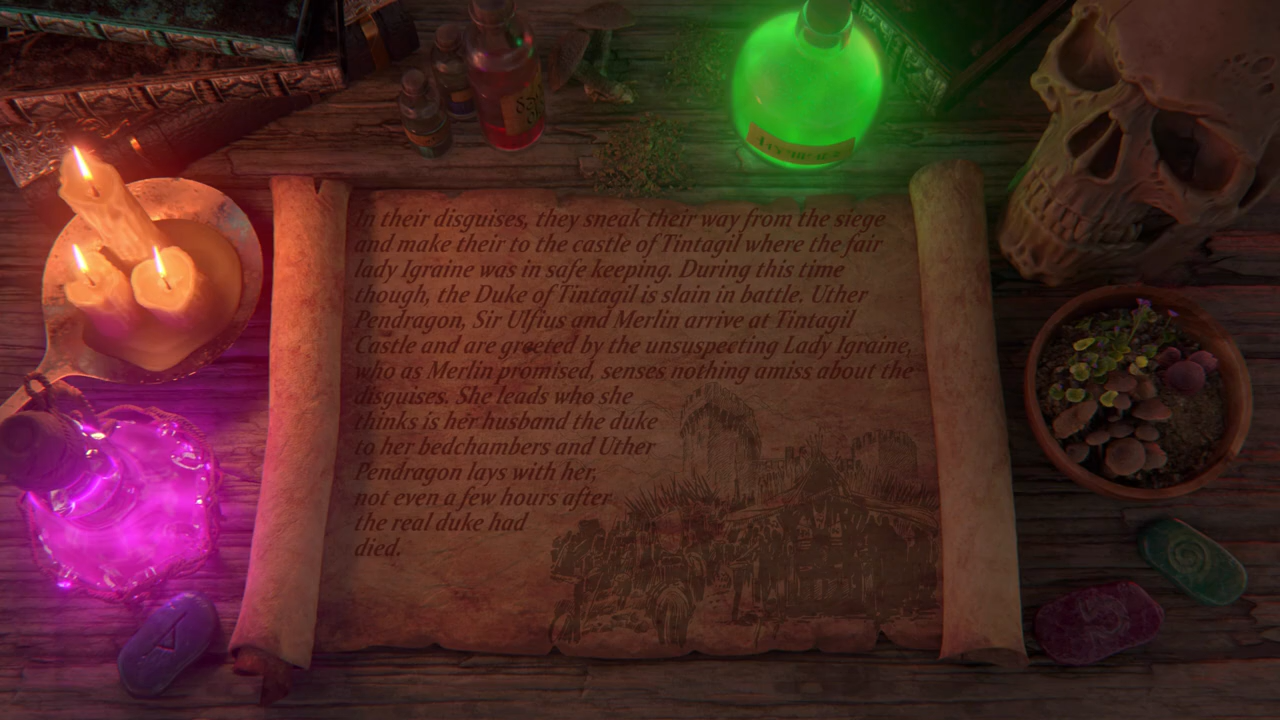 In their disguises, they sneak their way from the siege
and make their to the castle of Tintagil where the fair
lady Igraine was in safe keeping. During this time
though, the Duke of Tintagil is slain in battle. Uther
Pendragon, Sir Ulfius and Merlin arrive at Tintagil
Castle and are greeted by the unsuspecting Lady Igraine,
who as Merlin promised, senses nothing amiss about the
disguises. She leads who she
thinks is her husband the duke
to her bedchambers and Uther
Pendragon lays with her,
not even a few hours after
the real duke had
died.